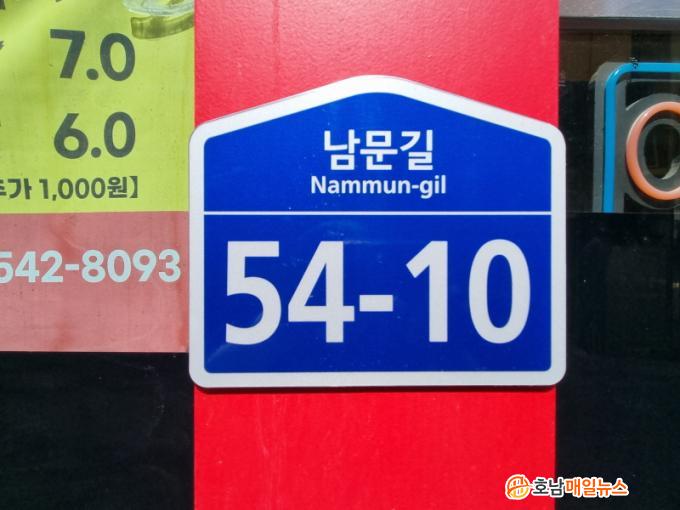 7.0
6.0
추가 1,000원】
542-8093
남문길
Nammun-gil
54-10
호남매일뉴스